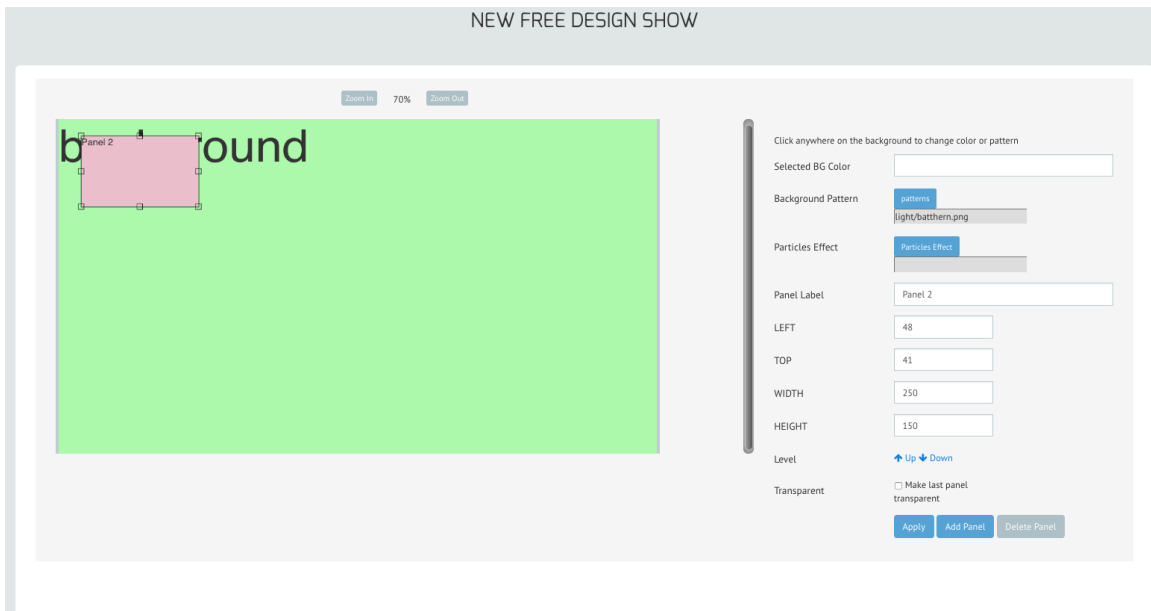 NEW FREE DESIGN SHOW
Zoom In 70% Zoom Out
b ound
Panel 2
Click anywhere on the background to change color or pattern
Selected BG Color
Background Pattern patterns
light/batthern.png
Particles Effect Particles Effect
Panel Label Panel 2
LEFT 48
TOP 41
WIDTH 250
HEIGHT 150
Level Up Down
Transparent Make last panel
transparent
Apply Add Panel Delete Panel